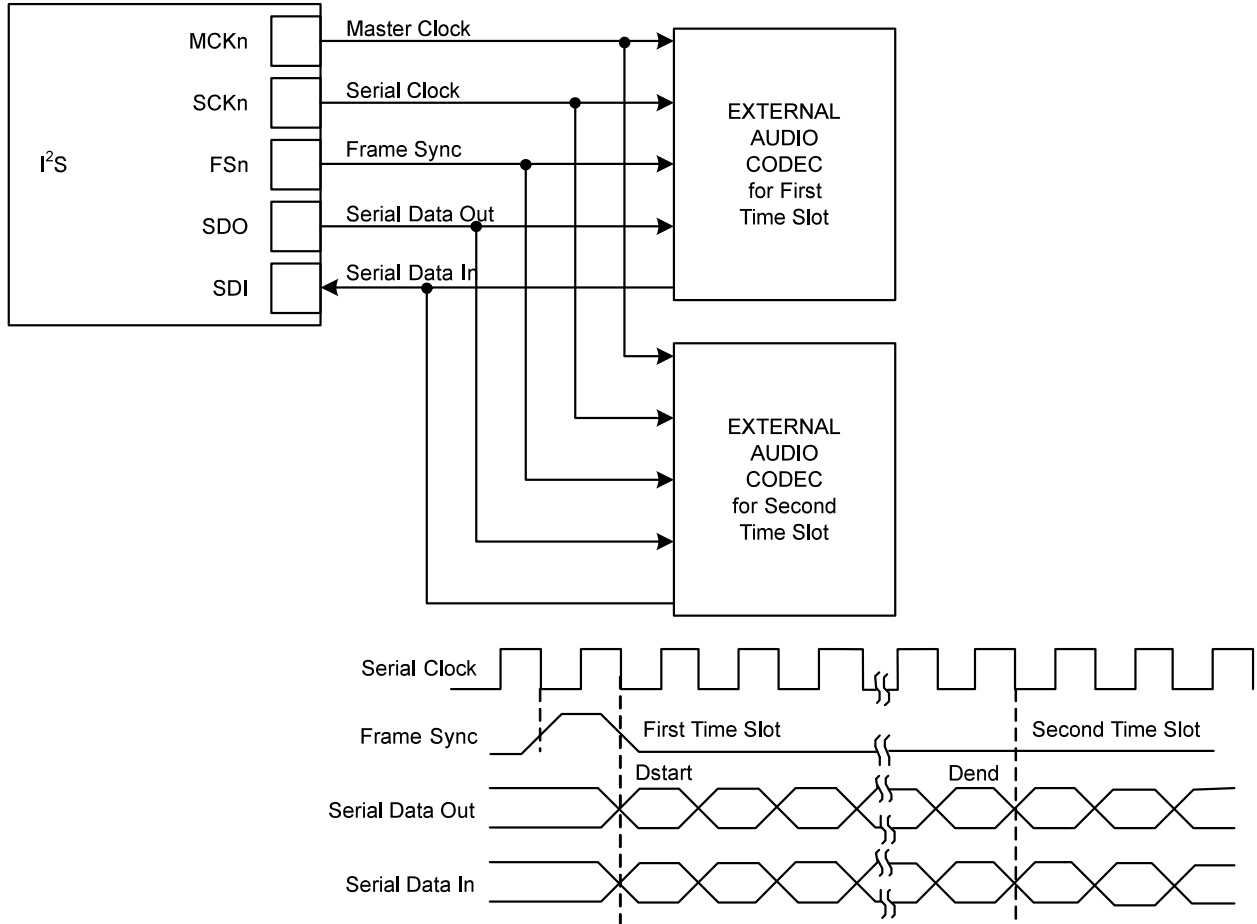 I²S
MCKn
SCKn
FSn
SDO
SDI
Master Clock
Serial Clock
Frame Sync
Serial Data Out
Serial Data In
EXTERNAL
AUDIO
CODEC
for First
Time Slot
EXTERNAL
AUDIO
CODEC
for Second
Time Slot
Serial Clock
Frame Sync
First Time Slot
Second Time Slot
Dstart
Dend
Serial Data Out
Serial Data In